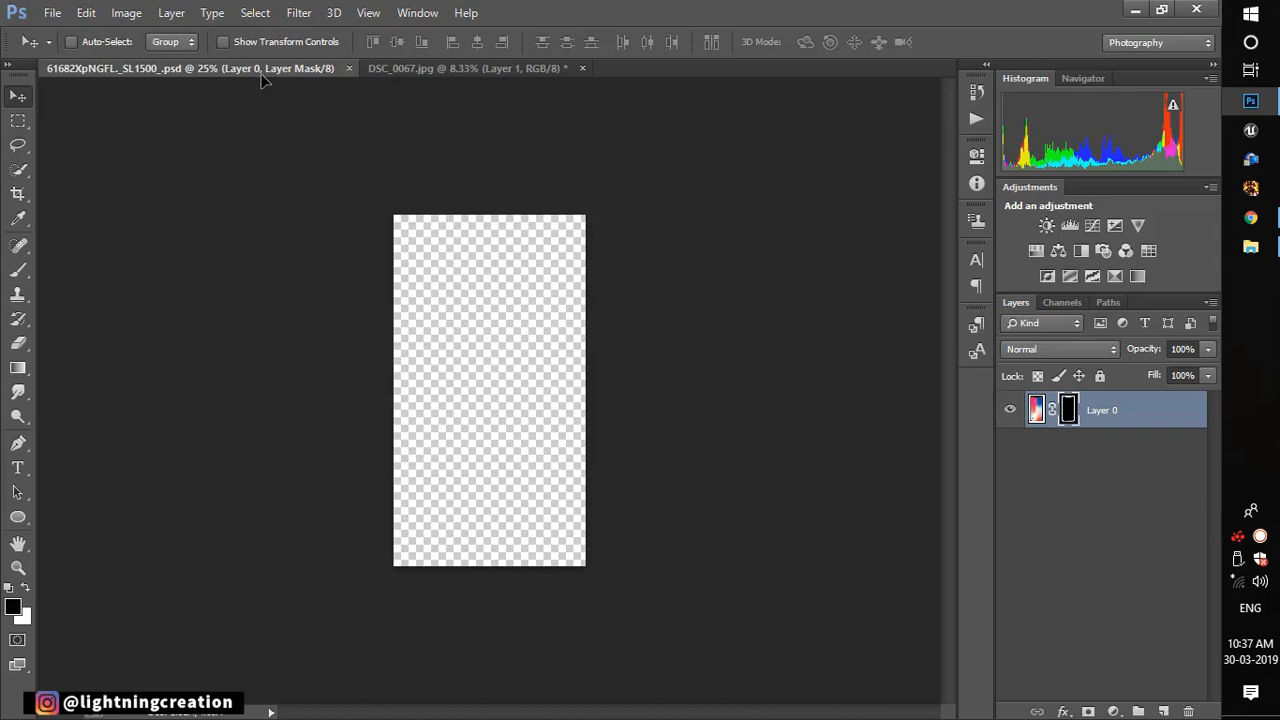 Ps File Edit Image Layer Type Select Filter 3D View Window Help
Auto-Select: Group Show Transform Controls 3D Mode: Photography
61682XpNGFL._SL1500_.psd @ 25% (Layer 0, Layer Mask/8) × DSC_0067.jpg @ 8.33% (Layer 1, RGB/8) * ×
Histogram Navigator
Adjustments
Add an adjustment
Layers Channels Paths
Kind
Normal Opacity: 100%
Lock: Fill: 100%
Layer 0
ENG
10:37 AM
30-03-2019
@lightningcreation